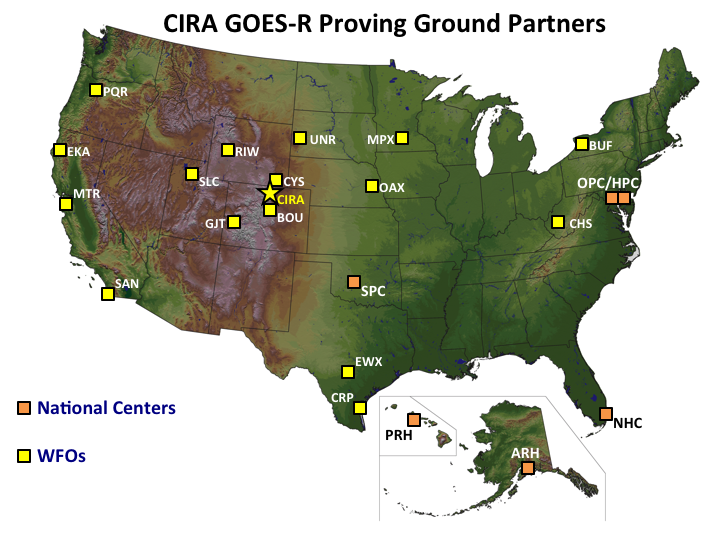 CIRA GOES-R Proving Ground Partners
PQR
EKA
RIW
UNR
MPX
BUF
SLC
CYS
OAX
OPC/HPC
MTR
CIRA
GJT
BOU
CHS
SAN
SPC
EWX
CRP
National Centers
NHC
PRH
WFOs
ARH